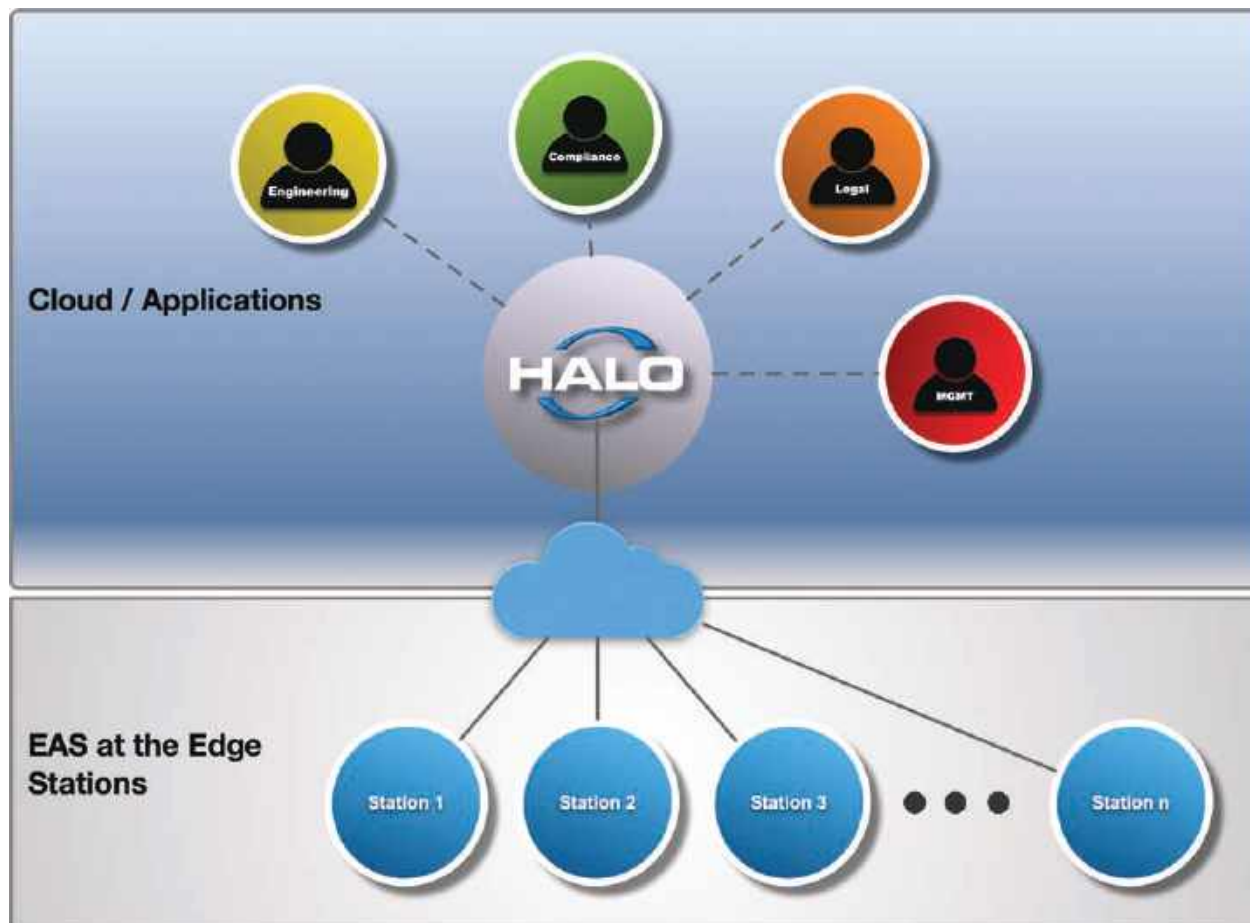 Compliance
Engineering
Legal
Cloud / Applications
HALO
MGMT
EAS at the Edge
Stations
Station 1
Station 2
Station 3
Station n